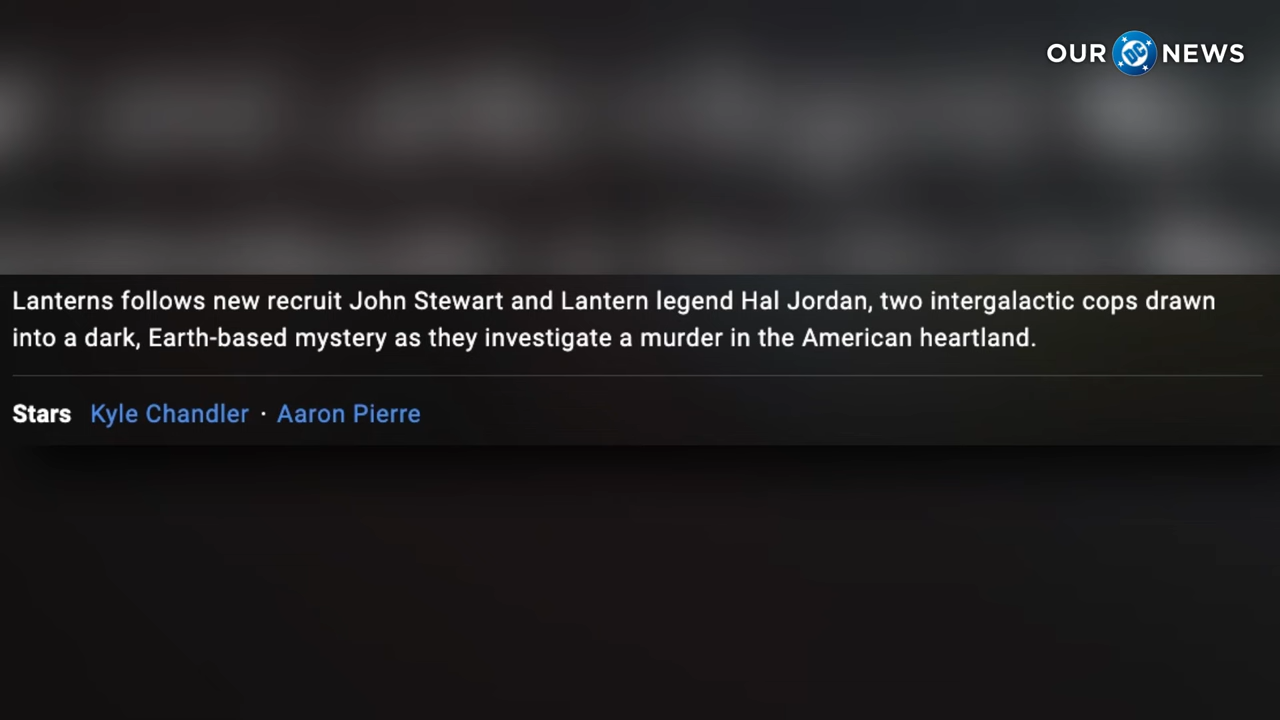 OUR DC NEWS
Lanterns follows new recruit John Stewart and Lantern legend Hal Jordan, two intergalactic cops drawn
into a dark, Earth-based mystery as they investigate a murder in the American heartland.
Stars Kyle Chandler · Aaron Pierre